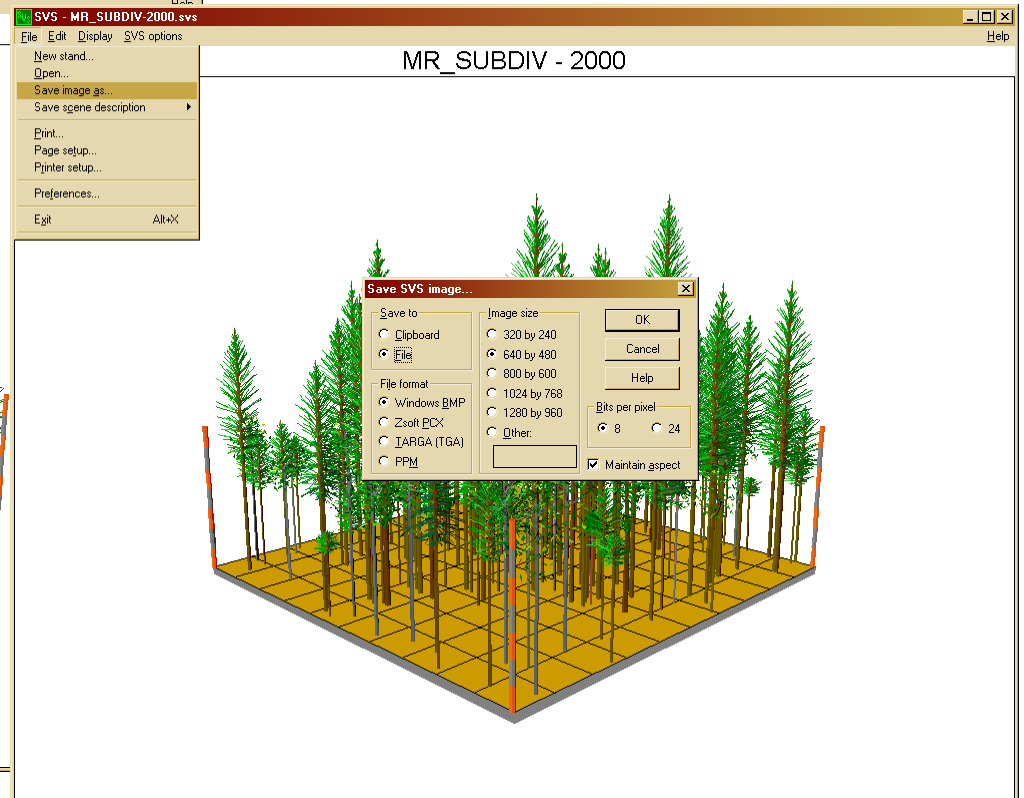 Help
SVS - MR_SUBDIV-2000.svs
File Edit Display SVS options Help
MR_SUBDIV - 2000
New stand...
Open...
Save image as...
Save scene description
Print...
Page setup...
Printer setup...
Preferences...
Exit Alt+X
Save SVS image...
Save to
Clipboard
File
File format
Windows BMP
Zsoft PCX
TARGA (TGA)
PPM
Image size
320 by 240
640 by 480
800 by 600
1024 by 768
1280 by 960
Other:
OK
Cancel
Help
Bits per pixel
8 24
Maintain aspect